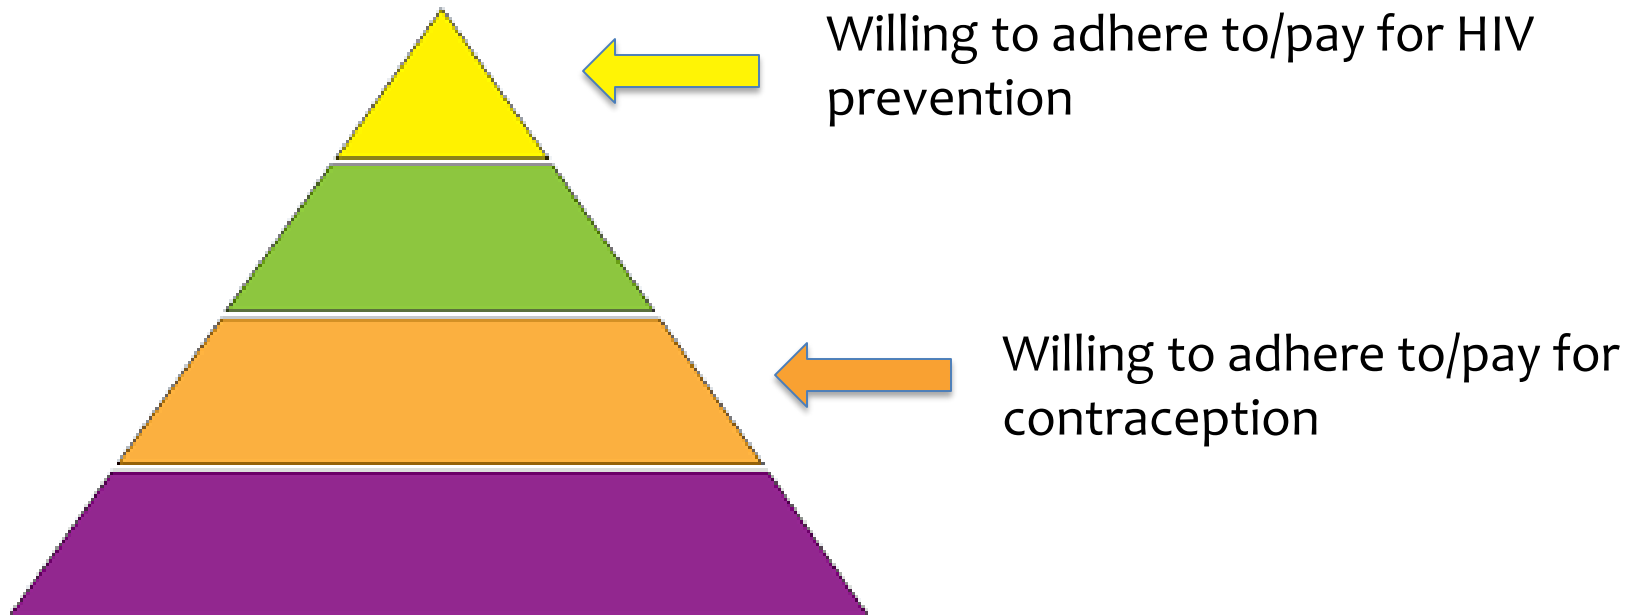 Willing to adhere to/pay for HIV
prevention
Willing to adhere to/pay for
contraception